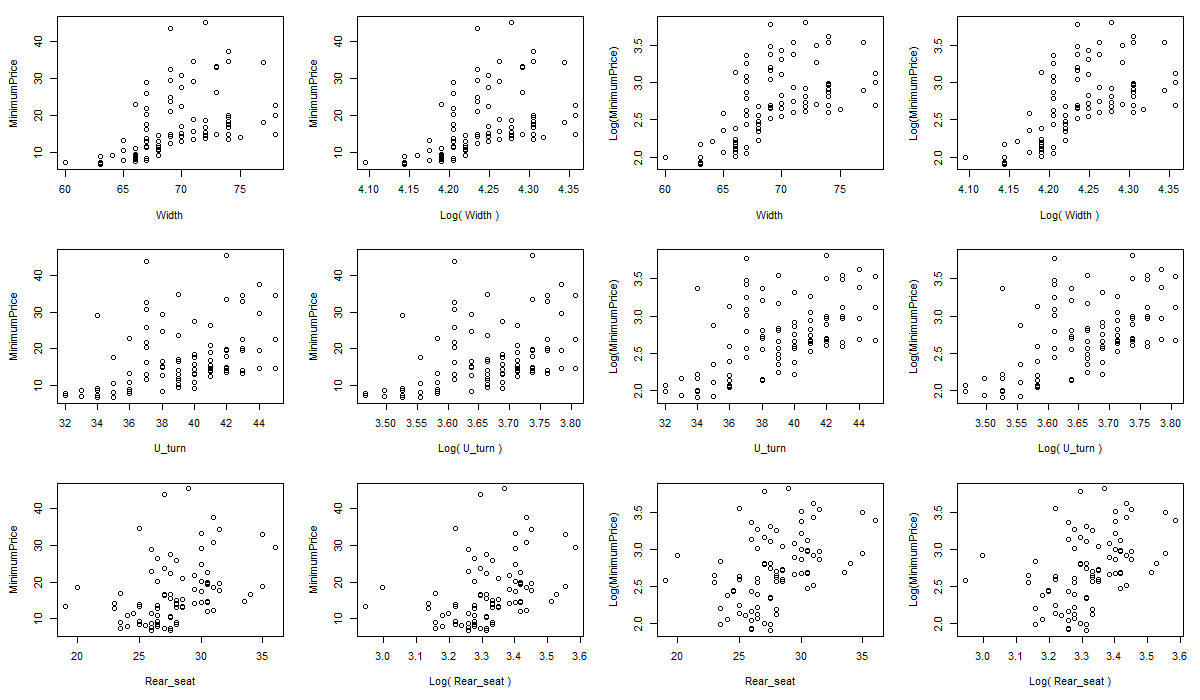 MinimumPrice
10 20 30 40
60 65 70 75
Width
MinimumPrice
10 20 30 40
4.10 4.15 4.20 4.25 4.30 4.35
Log( Width )
Log(MinimumPrice)
2.0 2.5 3.0 3.5
60 65 70 75
Width
Log(MinimumPrice)
2.0 2.5 3.0 3.5
4.10 4.15 4.20 4.25 4.30 4.35
Log( Width )
MinimumPrice
10 20 30 40
32 34 36 38 40 42 44
U_turn
MinimumPrice
10 20 30 40
3.50 3.55 3.60 3.65 3.70 3.75 3.80
Log( U_turn )
Log(MinimumPrice)
2.0 2.5 3.0 3.5
32 34 36 38 40 42 44
U_turn
Log(MinimumPrice)
2.0 2.5 3.0 3.5
3.50 3.55 3.60 3.65 3.70 3.75 3.80
Log( U_turn )
MinimumPrice
10 20 30 40
20 25 30 35
Rear_seat
MinimumPrice
10 20 30 40
3.0 3.1 3.2 3.3 3.4 3.5 3.6
Log( Rear_seat )
Log(MinimumPrice)
2.0 2.5 3.0 3.5
20 25 30 35
Rear_seat
Log(MinimumPrice)
2.0 2.5 3.0 3.5
3.0 3.1 3.2 3.3 3.4 3.5 3.6
Log( Rear_seat )